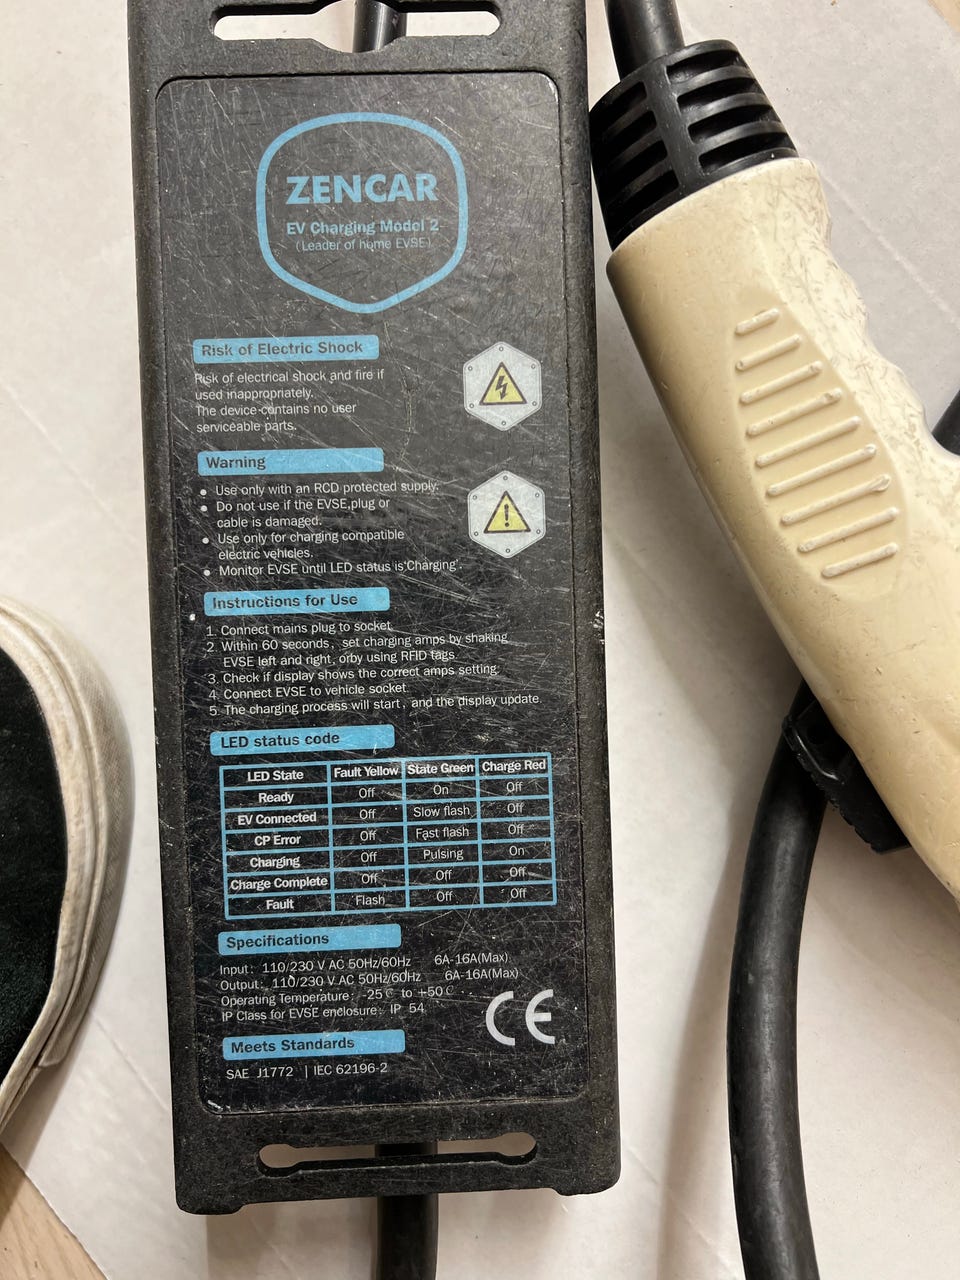 ZENCAR
EV Charging Model 2
(Leader of home EVSE)
Risk of Electric Shock
Risk of electrical shock and fire if
used inappropriately.
The device contains no user
serviceable parts.
Warning
• Use only with an RCD protected supply.
• Do not use if the EVSE,plug or
cable is damaged.
• Use only for charging compatible
electric vehicles.
• Monitor EVSE until LED status is'Charging'.
Instructions for Use
1. Connect mains plug to socket
2. Within 60 seconds, set charging amps by shaking
EVSE left and right, orby using RFID tags
3. Check if display shows the correct amps setting.
4. Connect EVSE to vehicle socket
5. The charging process will start, and the display update.
LED status code
LED State Fault Yellow State Green Charge Red
Ready Off On Off
EV Connected Off Slow flash Off
CP Error Off Fast flash Off
Charging Off Pulsing On
Charge Complete Off Off Off
Fault Flash Off Off
Specifications
Input: 110/230 V AC 50Hz/60Hz 6A-16A(Max)
Output: 110/230 V AC 50Hz/60Hz 6A-16A(Max)
Operating Temperature: -25℃ to +50℃
IP Class for EVSE enclosure: IP 54
CE
Meets Standards
SAE J1772 | IEC 62196-2